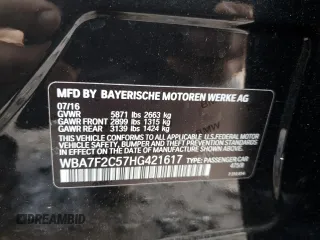 MFD BY BAYERISCHE MOTOREN WERKE AG
07/16
GVWR 5871 lbs 2663 kg
GAWR FRONT 2899 lbs 1315 kg
GAWR REAR 3139 lbs 1424 kg
THIS VEHICLE CONFORMS TO ALL APPLICABLE
U.S. FEDERAL MOTOR VEHICLE SAFETY, BUMPER,
AND THEFT PREVENTION STANDARDS IN EFFECT ON
THE DATE OF MANUFACTURE SHOWN ABOVE.
WBA7F2C57HG421617 TYPE: PASSENGER CAR
© DREAMBID